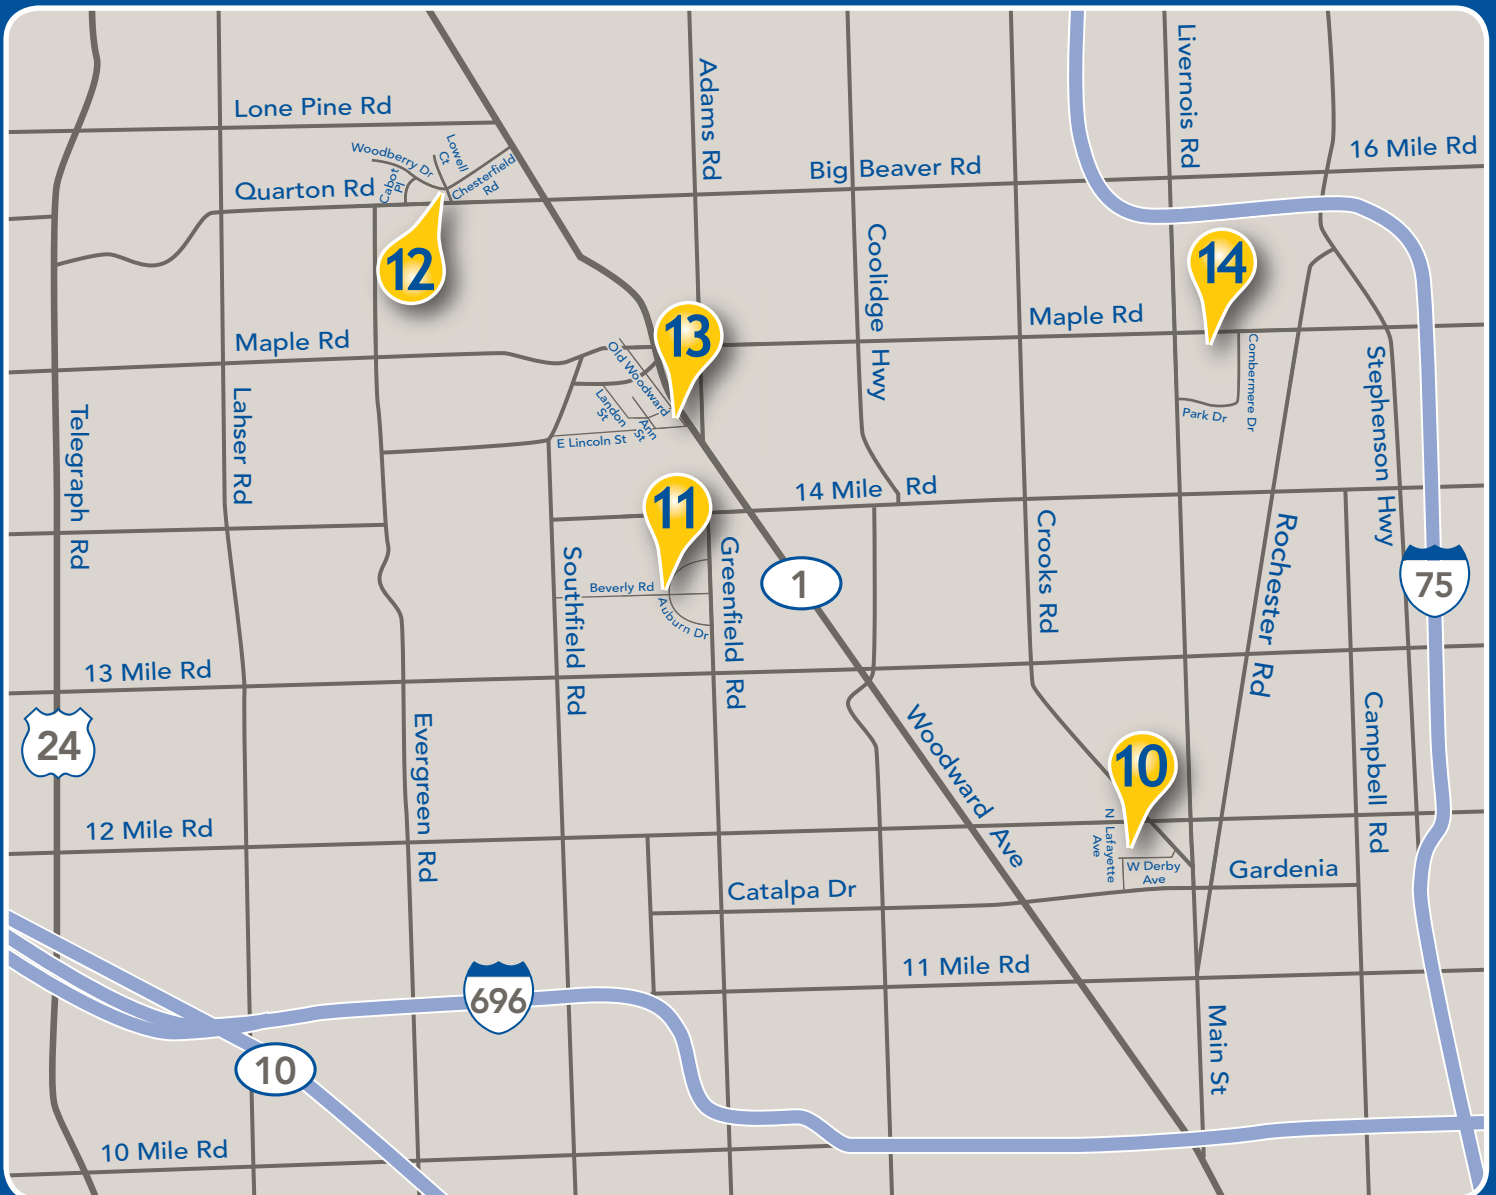 Lone Pine Rd
Adams Rd
Livernois Rd
16 Mile Rd
Woodberry Dr
Lowell
Ct
Chesterfield
Rd
Cabot
Pl
Quarton Rd
Big Beaver Rd
12
14
Coolidge Hwy
13
Maple Rd
Maple Rd
Old Woodward
Landon
St
Ann
St
E Lincoln St
Combermere Dr
Park Dr
Stephenson Hwy
Telegraph Rd
Lahser Rd
14 Mile Rd
11
Southfield Rd
Beverly Rd
Auburn Dr
Greenfield Rd
1
Crooks Rd
Rochester Rd
75
13 Mile Rd
24
Evergreen Rd
Woodward Ave
10
Campbell Rd
12 Mile Rd
N Lafayette
Ave
W Derby
Ave
Gardenia
Catalpa Dr
11 Mile Rd
696
10
Main St
10 Mile Rd